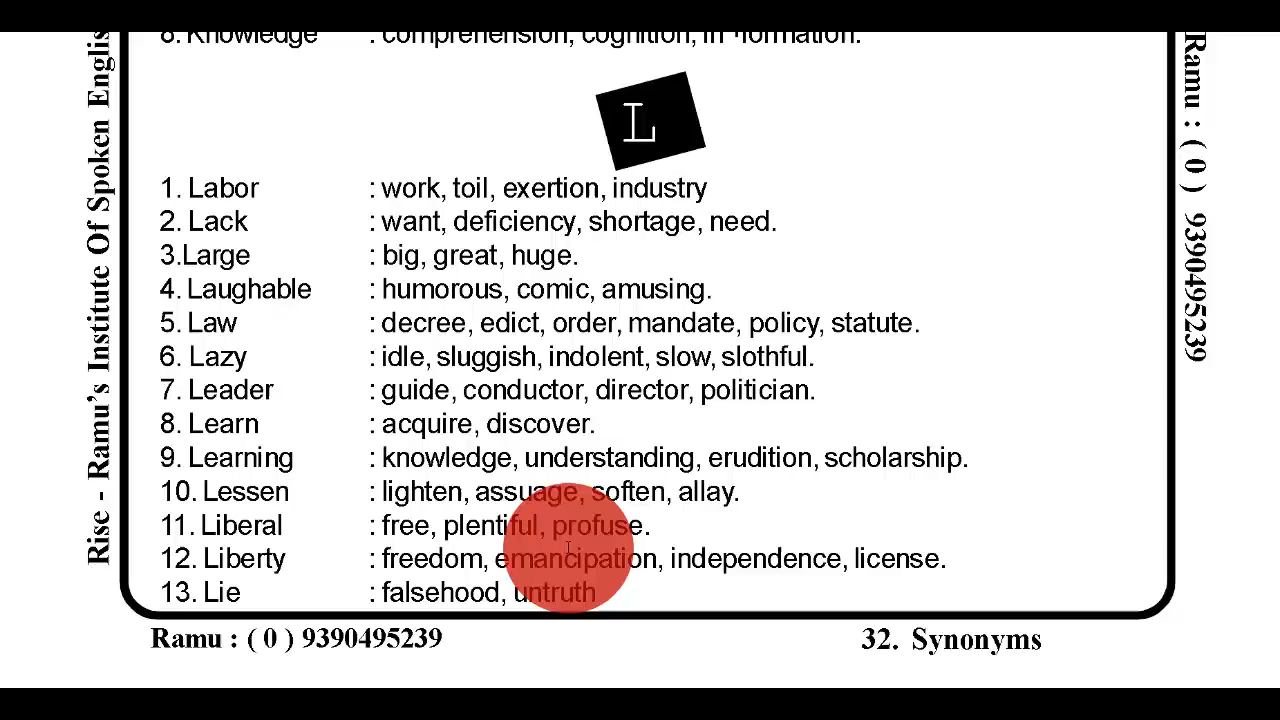 8. Knowledge : comprehension, cognition, in-formation.
L
1. Labor : work, toil, exertion, industry
2. Lack : want, deficiency, shortage, need.
3.Large : big, great, huge.
4. Laughable : humorous, comic, amusing.
5. Law : decree, edict, order, mandate, policy, statute.
6. Lazy : idle, sluggish, indolent, slow, slothful.
7. Leader : guide, conductor, director, politician.
8. Learn : acquire, discover.
9. Learning : knowledge, understanding, erudition, scholarship.
10. Lessen : lighten, assuage, soften, allay.
11. Liberal : free, plentiful, profuse.
12. Liberty : freedom, emancipation, independence, license.
13. Lie : falsehood, untruth
Ramu : ( 0 ) 9390495239
32. Synonyms
Rise - Ramu's Institute Of Spoken Englis
Ramu : ( 0 ) 9390495239